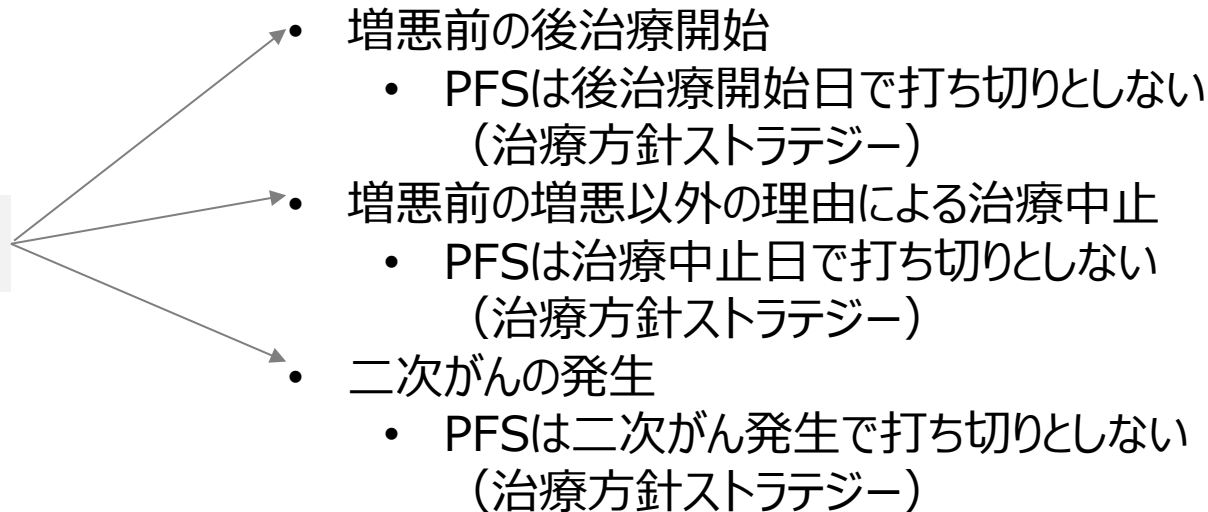 • 増悪前の後治療開始
• PFSは後治療開始日で打ち切りとしない
（治療方針ストラテジー）
• 増悪前の増悪以外の理由による治療中止
• PFSは治療中止日で打ち切りとしない
（治療方針ストラテジー）
• 二次がんの発生
• PFSは二次がん発生で打ち切りとしない
（治療方針ストラテジー）